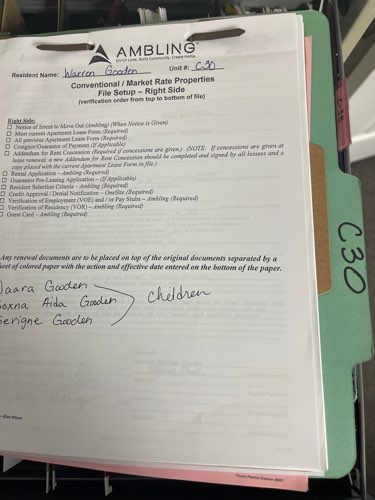 AMBLING
Enrich Lives. Build Community. Create Home.
Resident Name: Warren Gooden Unit #: C30
Conventional / Market Rate Properties
File Setup – Right Side
(verification order from top to bottom of file)
Right Side:
□ Notice of Intent to Move Out (Ambling) (When Notice is Given)
□ Most current Apartment Lease Form (Required)
□ All previous Apartment Lease Form (Required)
□ Cosigner/Guarantor of Payment (If Applicable)
□ Addendum for Rent Concession (Required if concessions are given.) (NOTE: If concessions are given at
lease renewal, a new Addendum for Rent Concession should be completed and signed by all lessees and a
copy placed with the current Apartment Lease Form in file.)
□ Rental Application – Ambling (Required)
□ Guarantor Pre-Leasing Application – (If Applicable)
□ Resident Selection Criteria – Ambling (Required)
□ Credit Approval / Denial Notification – OneSite (Required)
□ Verification of Employment (VOE) and / or Pay Stubs – Ambling (Required)
□ Verification of Residency (VOR) – Ambling (Required)
□ Guest Card – Ambling (Required)
Any renewal documents are to be placed on top of the original documents separated by a
sheet of colored paper with the action and effective date entered on the bottom of the paper.
Jaara Gooden
Aida Gooden
Serigne Gooden
Children
Blue Moon
C30
C30